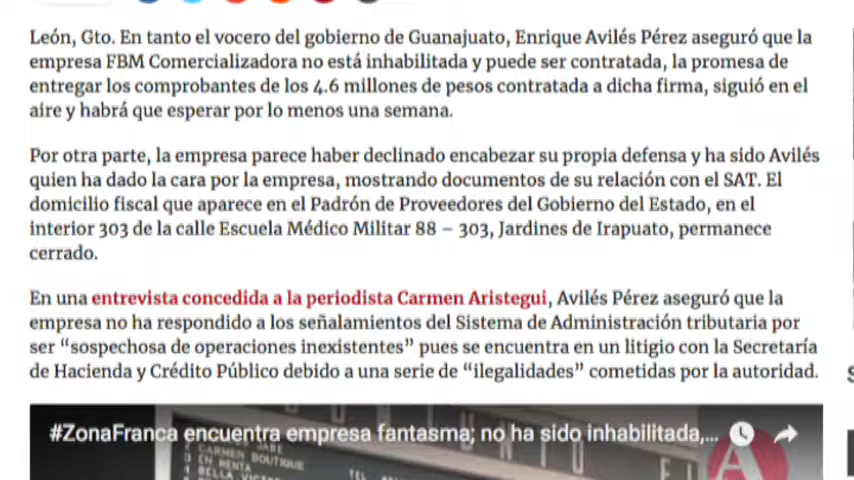 León, Gto. En tanto el vocero del gobierno de Guanajuato, Enrique Avilés Pérez aseguró que la
empresa FBM Comercializadora no está inhabilitada y puede ser contratada, la promesa de
entregar los comprobantes de los 4.6 millones de pesos contratada a dicha firma, siguió en el
aire y habrá que esperar por lo menos una semana.
Por otra parte, la empresa parece haber declinado encabezar su propia defensa y ha sido Avilés
quien ha dado la cara por la empresa, mostrando documentos de su relación con el SAT. El
domicilio fiscal que aparece en el Padrón de Proveedores del Gobierno del Estado, en el
interior 303 de la calle Escuela Médico Militar 88 – 303, Jardines de Irapuato, permanece
cerrado.
En una entrevista concedida a la periodista Carmen Aristegui, Avilés Pérez aseguró que la
empresa no ha respondido a los señalamientos del Sistema de Administración tributaria por
ser “sospechosa de operaciones inexistentes” pues se encuentra en un litigio con la Secretaría
de Hacienda y Crédito Público debido a una serie de “ilegalidades” cometidas por la autoridad.
#ZonaFranca encuentra empresa fantasma; no ha sido inhabilitada,...
CARMEN BOUTIQUE
EN RENTA